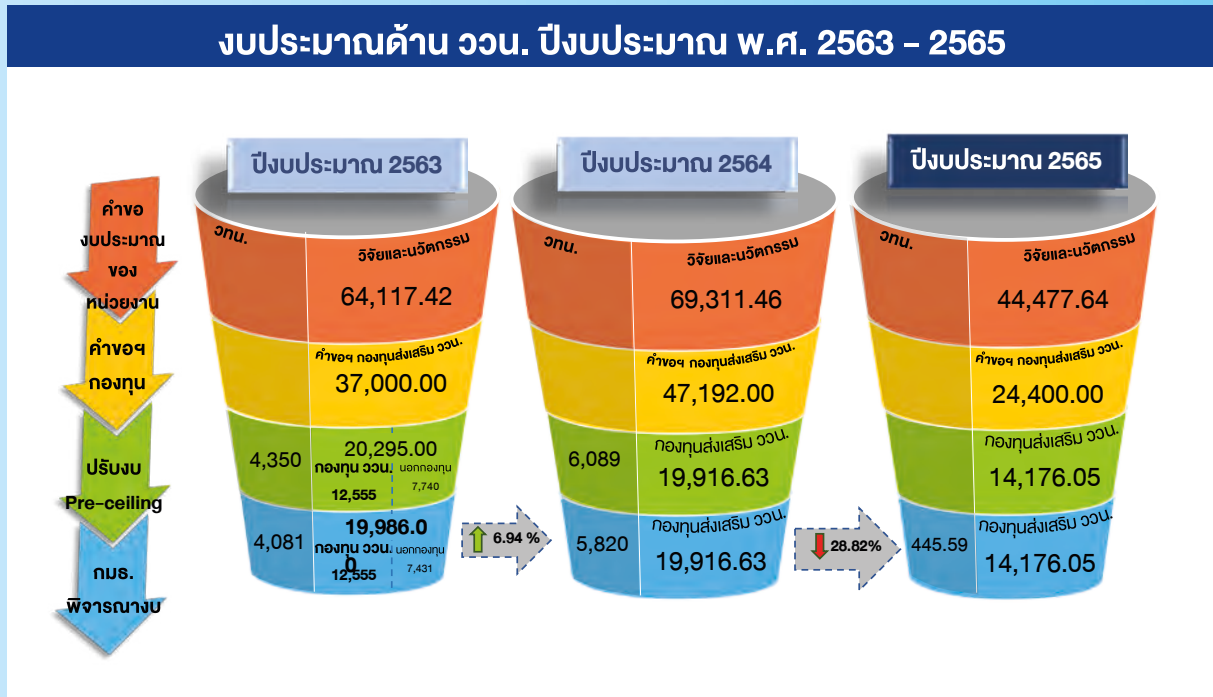 งบประมาณด้าน ววน. ปีงบประมาณ พ.ศ. 2563 - 2565
คำขอ
งบประมาณ
ของ
หน่วยงาน
คำขอฯ
กองทุน
ปรับงบ
Pre-ceiling
กมธ.
พิจารณางบ
ปีงบประมาณ 2563
วทน.
วิจัยและนวัตกรรม
64,117.42
คำขอฯ กองทุนส่งเสริม ววน.
37,000.00
4,350
20,295.00
กองทุน ววน.
นอกกองทุน
12,555
7,740
4,081
19,986.0
กองทุน ววน.
นอกกองทุน
0
12,555
7,431
6.94 %
ปีงบประมาณ 2564
วทน.
วิจัยและนวัตกรรม
69,311.46
คำขอฯ กองทุนส่งเสริม ววน.
47,192.00
6,089
กองทุนส่งเสริม ววน.
19,916.63
5,820
กองทุนส่งเสริม ววน.
19,916.63
28.82%
ปีงบประมาณ 2565
วทน.
วิจัยและนวัตกรรม
44,477.64
คำขอฯ กองทุนส่งเสริม ววน.
24,400.00
กองทุนส่งเสริม ววน.
14,176.05
445.59
กองทุนส่งเสริม ววน.
14,176.05